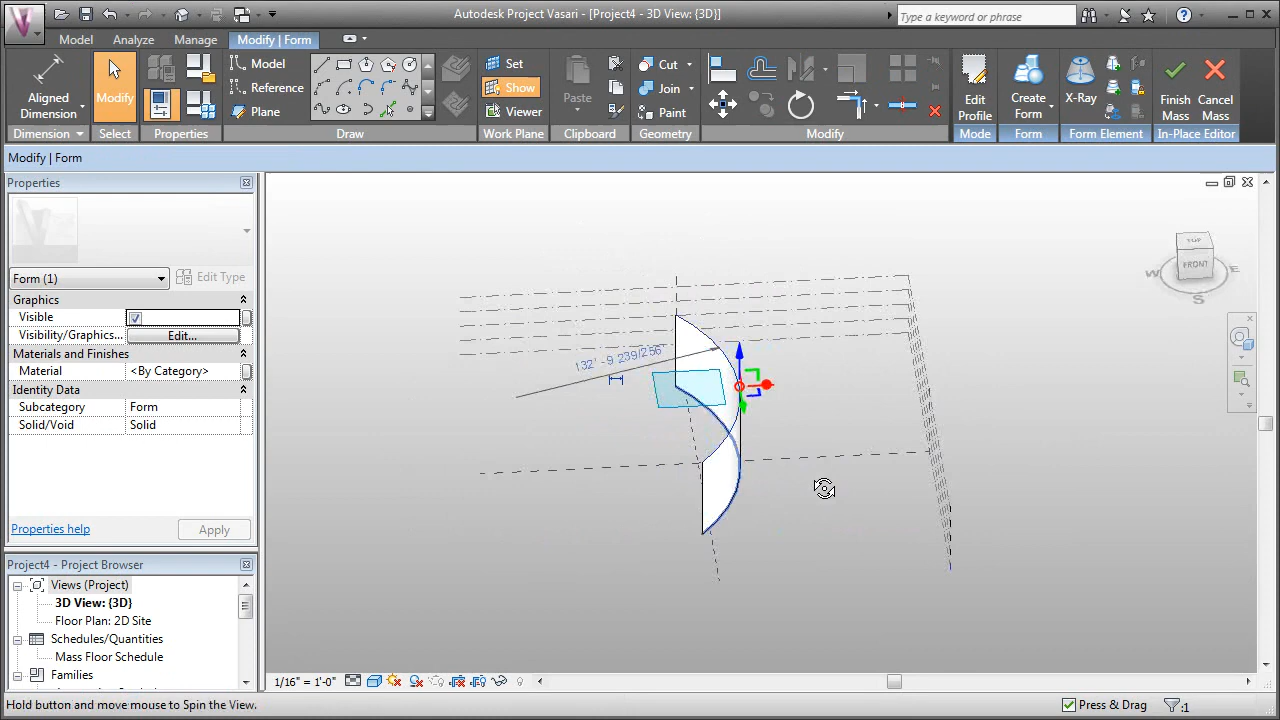 Autodesk Project Vasari - [Project4 - 3D View: {3D}]
Type a keyword or phrase
Model Analyze Manage Modify | Form
Aligned Dimension
Modify
Model
Reference
Plane
Set
Show
Viewer
Paste
Cut
Join
Paint
Edit Profile
Create Form
X-Ray
Finish Mass
Cancel Mass
Dimension Select Properties Draw Work Plane Clipboard Geometry Modify Mode Form Form Element In-Place Editor
Modify | Form
Properties
Form (1) Edit Type
Graphics
Visible
Visibility/Graphics... Edit...
Materials and Finishes
Material <By Category>
Identity Data
Subcategory Form
Solid/Void Solid
Properties help Apply
Project4 - Project Browser
Views (Project)
3D View: {3D}
Floor Plan: 2D Site
Schedules/Quantities
Mass Floor Schedule
Families
132' - 9 239/256"
TOP
FRONT
W E
S
1/16" = 1'-0"
Hold button and move mouse to Spin the View.
Press & Drag :1